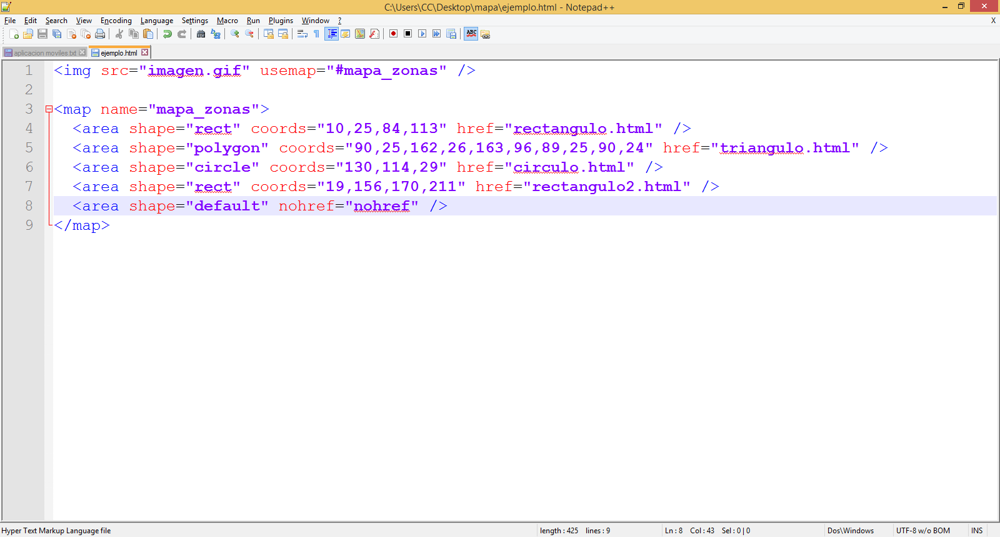 C:\Users\CC\Desktop\mapa\ejemplo.html - Notepad++
File Edit Search View Encoding Language Settings Macro Run Plugins Window ? X
ABC
aplicacion moviles.txt ejemplo.html
1 <img src="imagen.gif" usemap="#mapa_zonas" />
2
3 <map name="mapa_zonas">
4 <area shape="rect" coords="10,25,84,113" href="rectangulo.html" />
5 <area shape="polygon" coords="90,25,162,26,163,96,89,25,90,24" href="triangulo.html" />
6 <area shape="circle" coords="130,114,29" href="circulo.html" />
7 <area shape="rect" coords="19,156,170,211" href="rectangulo2.html" />
8 <area shape="default" nohref="nohref" />
9 </map>
Hyper Text Markup Language file length : 425 lines : 9 Ln : 8 Col : 43 Sel : 0 | 0 Dos\Windows UTF-8 w/o BOM INS